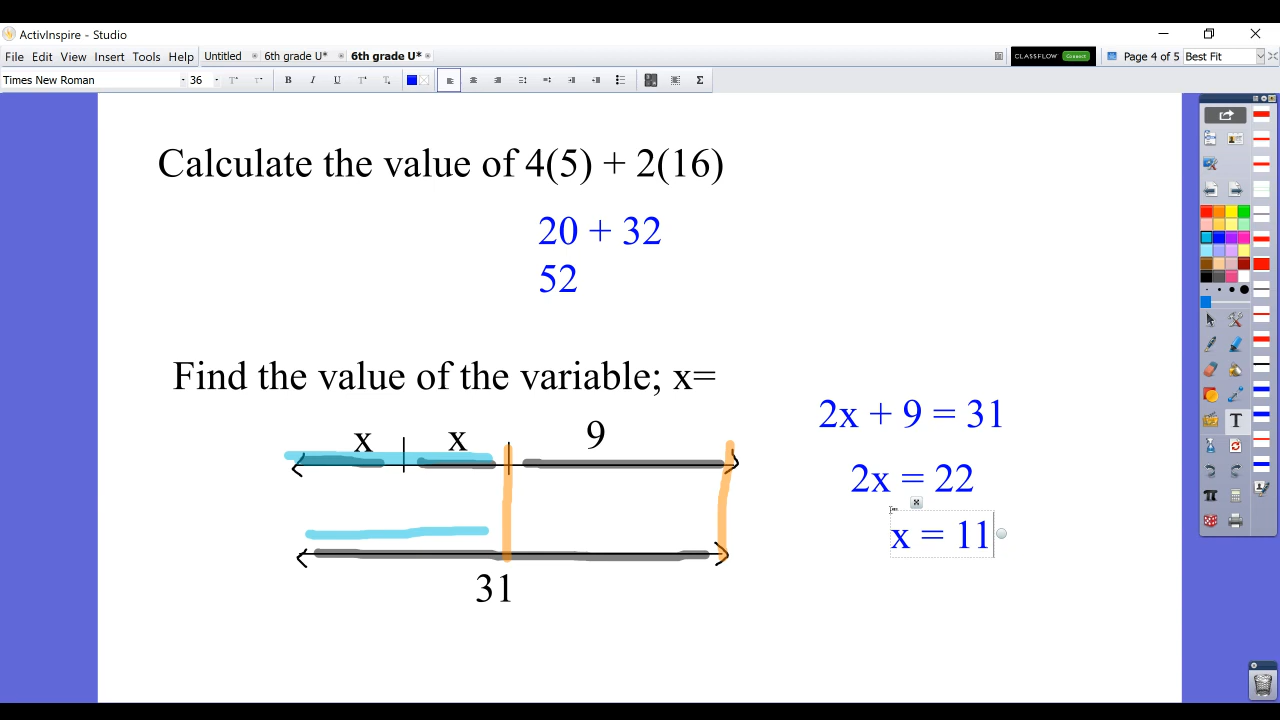 ActivInspire - Studio
File Edit View Insert Tools Help Untitled 6th grade U* 6th grade U* CLASSFLOW Connect Page 4 of 5 Best Fit
Times New Roman 36 B I U Σ
Calculate the value of 4(5) + 2(16)
20 + 32
52
Find the value of the variable; x=
x x 9
31
2x + 9 = 31
2x = 22
x = 11